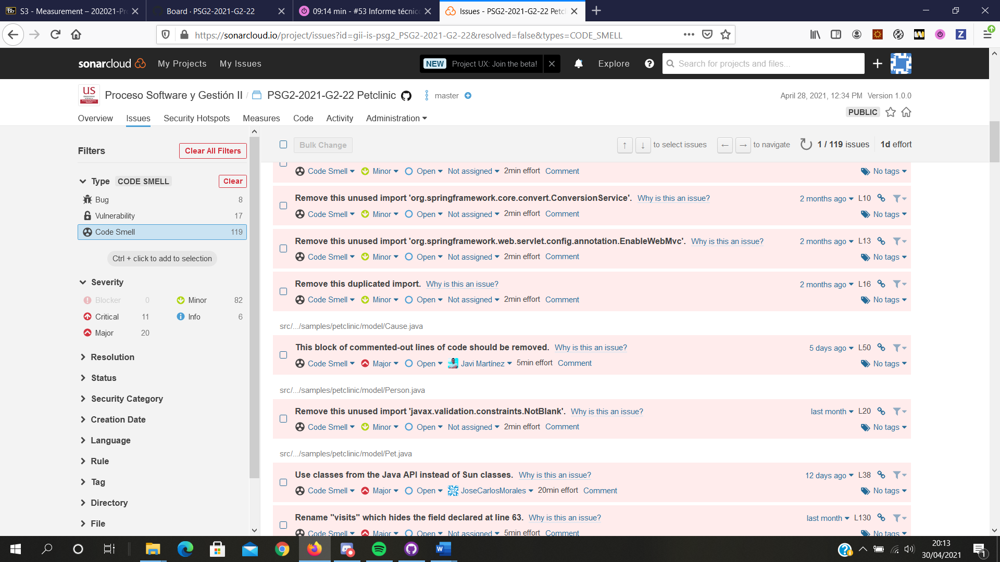 S3 - Measurement – 202021-Pr
Board · PSG2-2021-G2-22
09:14 min - #53 Informe técnico
Issues - PSG2-2021-G2-22 Petcl
https://sonarcloud.io/project/issues?id=gii-is-psg2_PSG2-2021-G2-22&resolved=false&types=CODE_SMELL
sonarcloud My Projects My Issues NEW Project UX: Join the beta! Explore Search for projects and files...
US Proceso Software y Gestión II / PSG2-2021-G2-22 Petclinic master April 28, 2021, 12:34 PM Version 1.0.0
PUBLIC
Overview Issues Security Hotspots Measures Code Activity Administration
Filters Clear All Filters
Type CODE SMELL Clear
Bug 8
Vulnerability 17
Code Smell 119
Ctrl + click to add to selection
Severity
Blocker 0 Minor 82
Critical 11 Info 6
Major 20
Resolution
Status
Security Category
Creation Date
Language
Rule
Tag
Directory
File
Bulk Change ↑ ↓ to select issues ← → to navigate 1 / 119 issues 1d effort
Code Smell Minor Open Not assigned 2min effort Comment No tags
Remove this unused import 'org.springframework.core.convert.ConversionService'. Why is this an issue? 2 months ago L10
Code Smell Minor Open Not assigned 2min effort Comment No tags
Remove this unused import 'org.springframework.web.servlet.config.annotation.EnableWebMvc'. Why is this an issue? 2 months ago L13
Code Smell Minor Open Not assigned 2min effort Comment No tags
Remove this duplicated import. Why is this an issue? 2 months ago L16
Code Smell Minor Open Not assigned 2min effort Comment No tags
src/.../samples/petclinic/model/Cause.java
This block of commented-out lines of code should be removed. Why is this an issue? 5 days ago L50
Code Smell Major Open Javi Martínez 5min effort Comment No tags
src/.../samples/petclinic/model/Person.java
Remove this unused import 'javax.validation.constraints.NotBlank'. Why is this an issue? last month L20
Code Smell Minor Open Not assigned 2min effort Comment No tags
src/.../samples/petclinic/model/Pet.java
Use classes from the Java API instead of Sun classes. Why is this an issue? 12 days ago L38
Code Smell Major Open JoseCarlosMorales 20min effort Comment No tags
Rename "visits" which hides the field declared at line 63. Why is this an issue? last month L130
Code Smell Major Open Not assigned 5min effort Comment No tags
20:13
30/04/2021
1